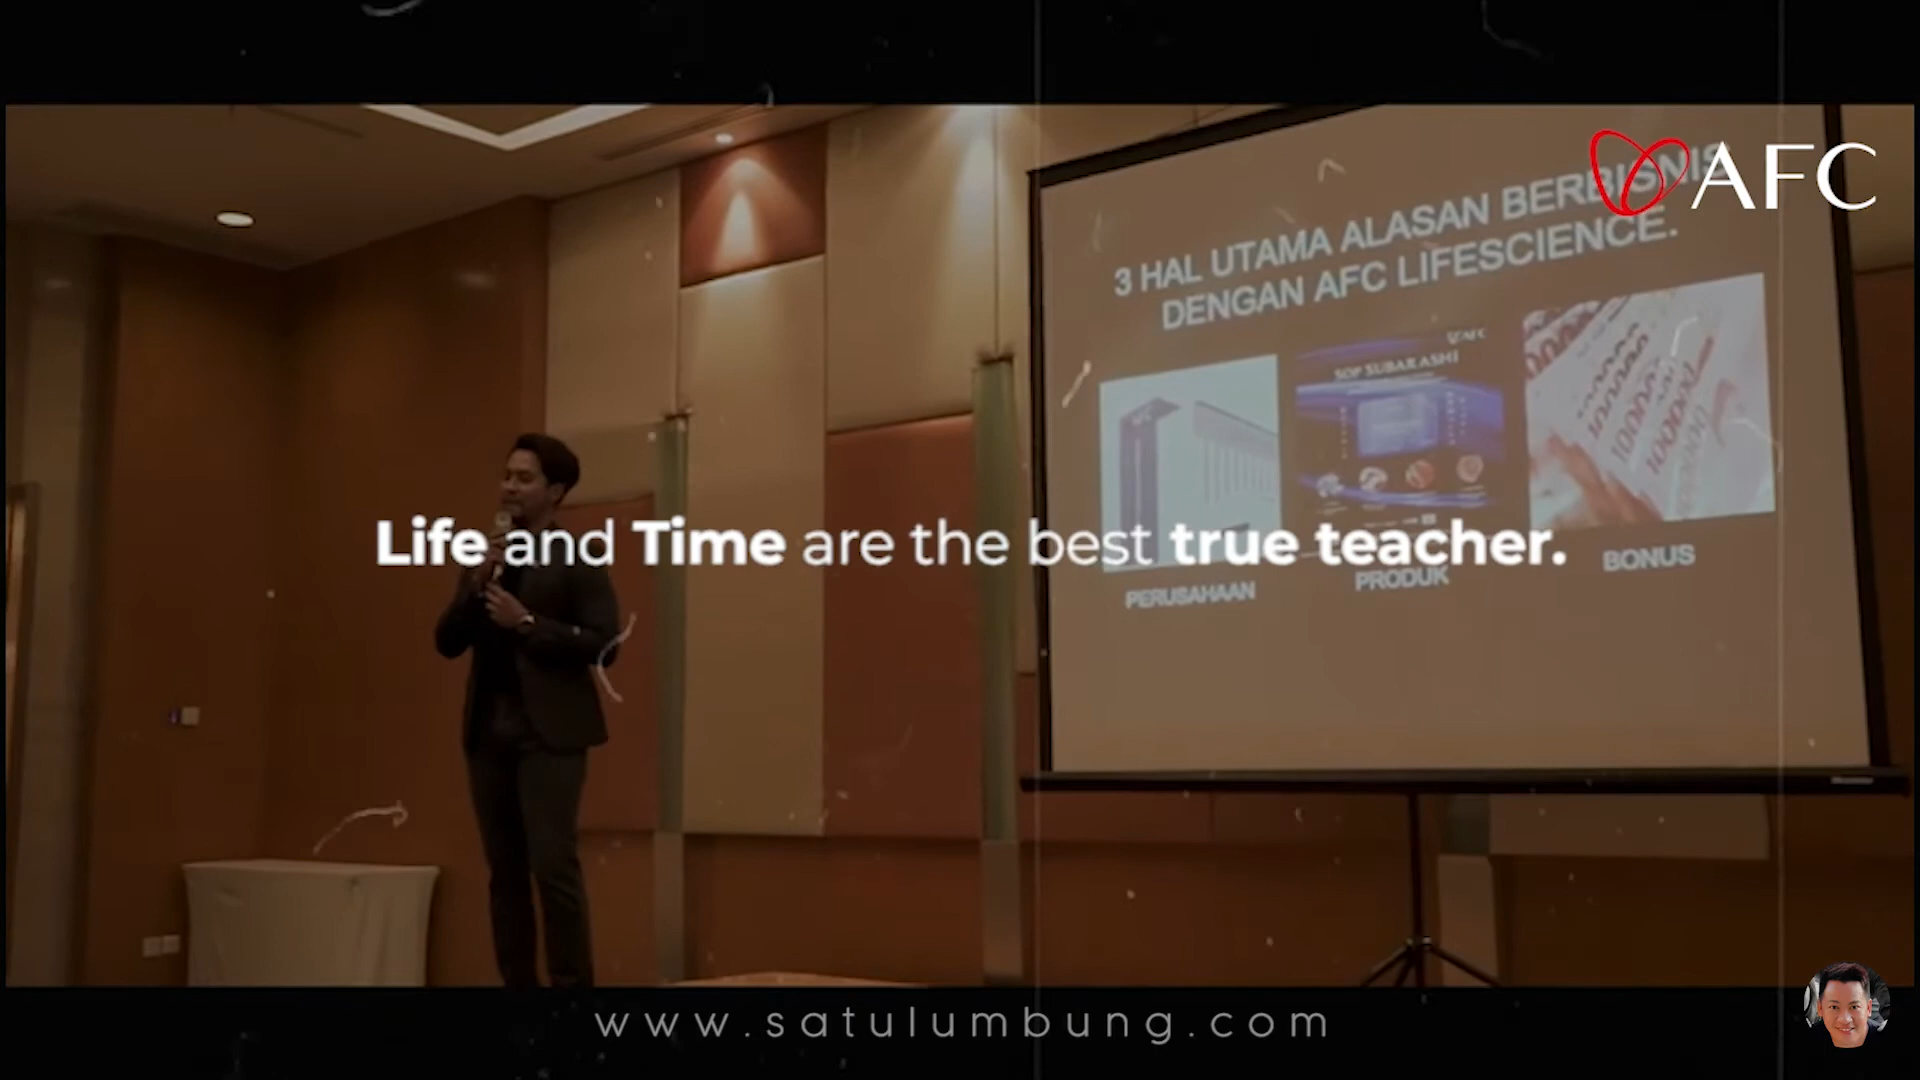 AFC
3 HAL UTAMA ALASAN BERBISNIS
DENGAN AFC LIFESCIENCE.
AFC
SOP SUBARASHI
Life and Time are the best true teacher.
PERUSAHAAN
PRODUK
BONUS
www.satulumbung.com